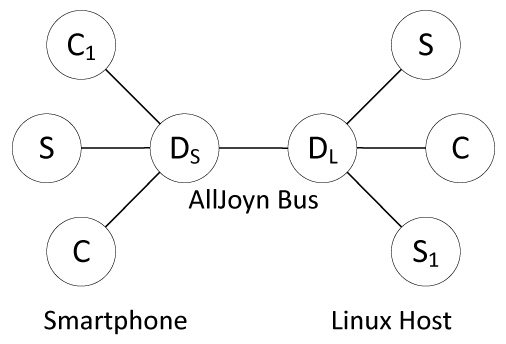 C1
S
S
DS
DL
C
AllJoyn Bus
C
S1
Smartphone
Linux Host